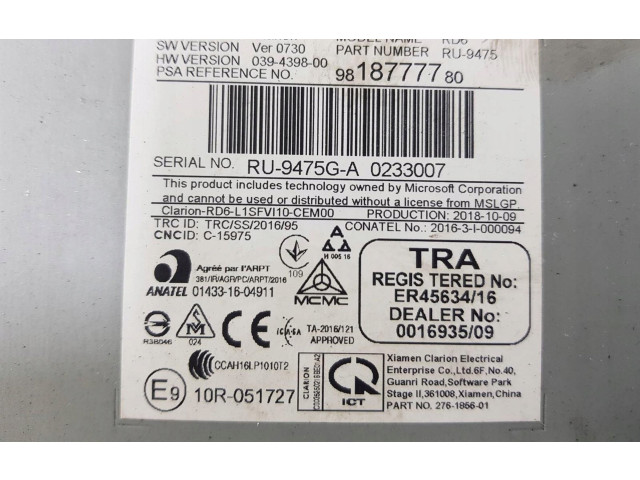 MODEL NAME RD6
SW VERSION Ver 0730 PART NUMBER RU-9475
HW VERSION 039-4398-00
PSA REFERENCE NO. 9818777780
SERIAL NO. RU-9475G-A 0233007
This product includes technology owned by Microsoft Corporation
and cannot be used or distributed without a license from MSLGP.
Clarion-RD6-L1SFVI10-CEM00 PRODUCTION: 2018-10-09
TRC ID: TRC/SS/2016/95 CONATEL No.: 2016-3-I-000094
CNCID: C-15975
Agréé par l'ARPT
381/IR/AGR/PC/ARPT/2016
ANATEL 01433-16-04911
109
A
H 005 16
MCMC
TRA
REGIS TERED No:
ER45634/16
DEALER No:
0016935/09
R38046
024
CE
ICASA
TA-2016/121
APPROVED
CCAH16LP1010T2
E9 10R-051727
CLARION
ICT
Xiamen Clarion Electrical
Enterprise Co.,Ltd.6F,No.40,
Guanri Road,Software Park
Stage II,361008,Xiamen,China
PART NO. 276-1856-01